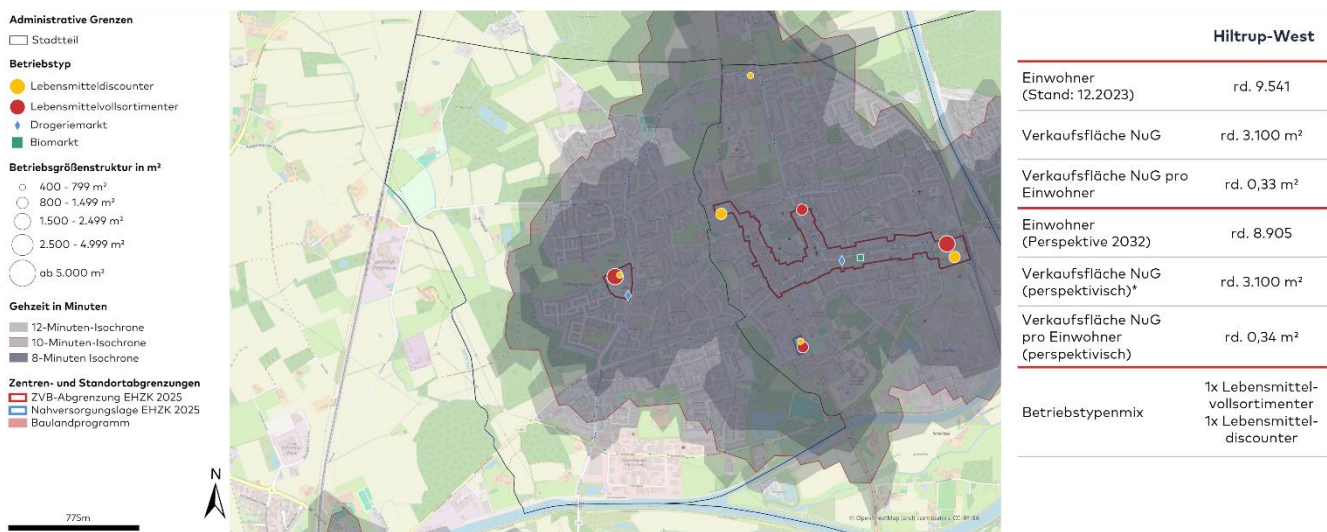 Administrative Grenzen
Stadtteil
Betriebstyp
Lebensmitteldiscounter
Lebensmittelvollsortimenter
Drogeriemarkt
Biomarkt
Betriebsgrößenstruktur in m²
400 - 799 m²
800 - 1.499 m²
1.500 - 2.499 m²
2.500 - 4.999 m²
ab 5.000 m²
Gehzeit in Minuten
12-Minuten-Isochrone
10-Minuten-Isochrone
8-Minuten Isochrone
Zentren- und Standortabgrenzungen
ZVB-Abgrenzung EHZK 2025
Nahversorgungslage EHZK 2025
Baulandprogramm
N
775m
© OpenStreetMap (and) contributors, CC-BY-SA
Hiltrup-West
Einwohner
(Stand: 12.2023)
rd. 9.541
Verkaufsfläche NuG
rd. 3.100 m²
Verkaufsfläche NuG pro
Einwohner
rd. 0,33 m²
Einwohner
(Perspektive 2032)
rd. 8.905
Verkaufsfläche NuG
(perspektivisch)*
rd. 3.100 m²
Verkaufsfläche NuG
pro Einwohner
(perspektivisch)
rd. 0,34 m²
Betriebstypenmix
1x Lebensmittel-
vollsortimenter
1x Lebensmittel-
discounter